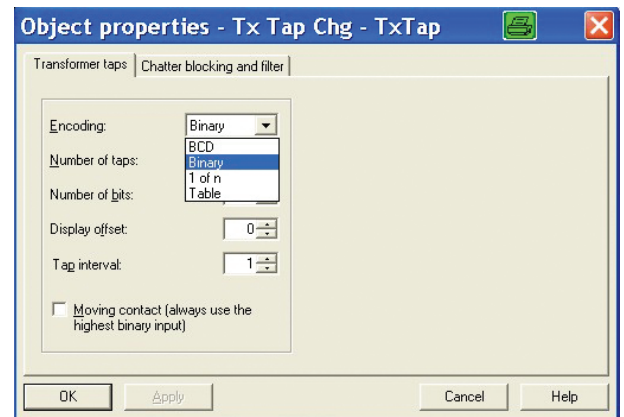 Object properties - Tx Tap Chg - TxTap
Transformer taps
Chatter blocking and filter
Encoding:
Binary
BCD
Binary
1 of n
Table
Number of taps:
Number of bits:
Display offset:
0
Tap interval:
1
Moving contact (always use the
highest binary input)
OK
Apply
Cancel
Help